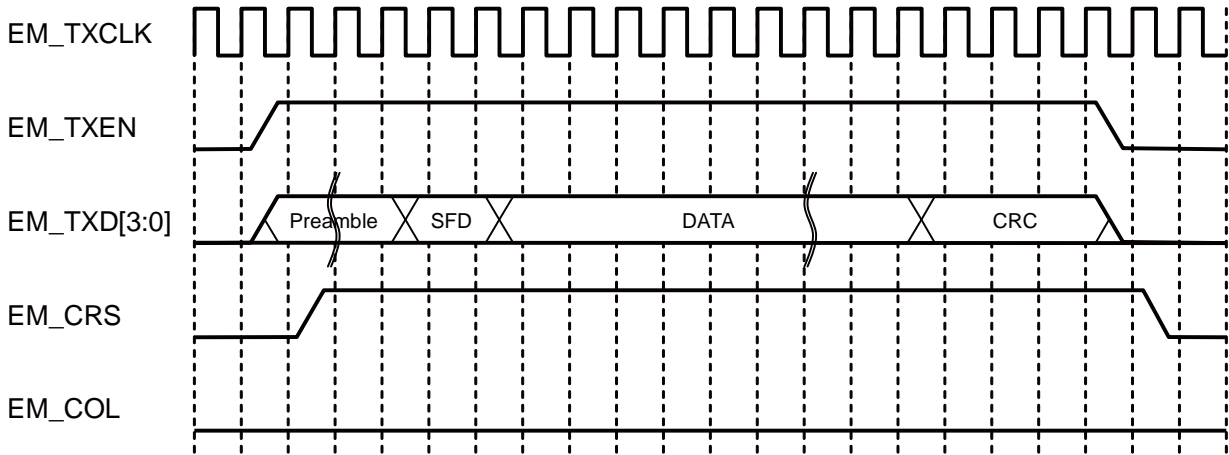 EM_TXCLK
EM_TXEN
EM_TXD[3:0] Preamble SFD DATA CRC
EM_CRS
EM_COL